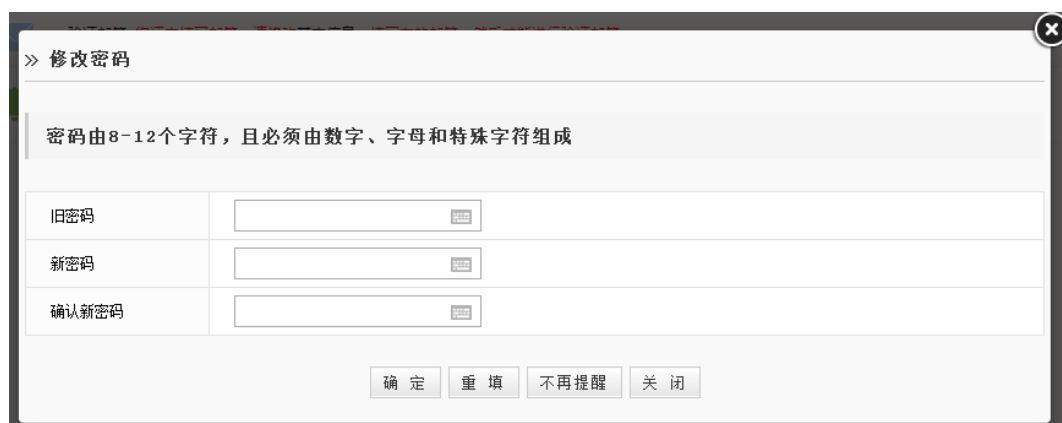 » 修改密码
密码由8-12个字符，且必须由数字、字母和特殊字符组成
旧密码
新密码
确认新密码
确 定 重 填 不再提醒 关 闭